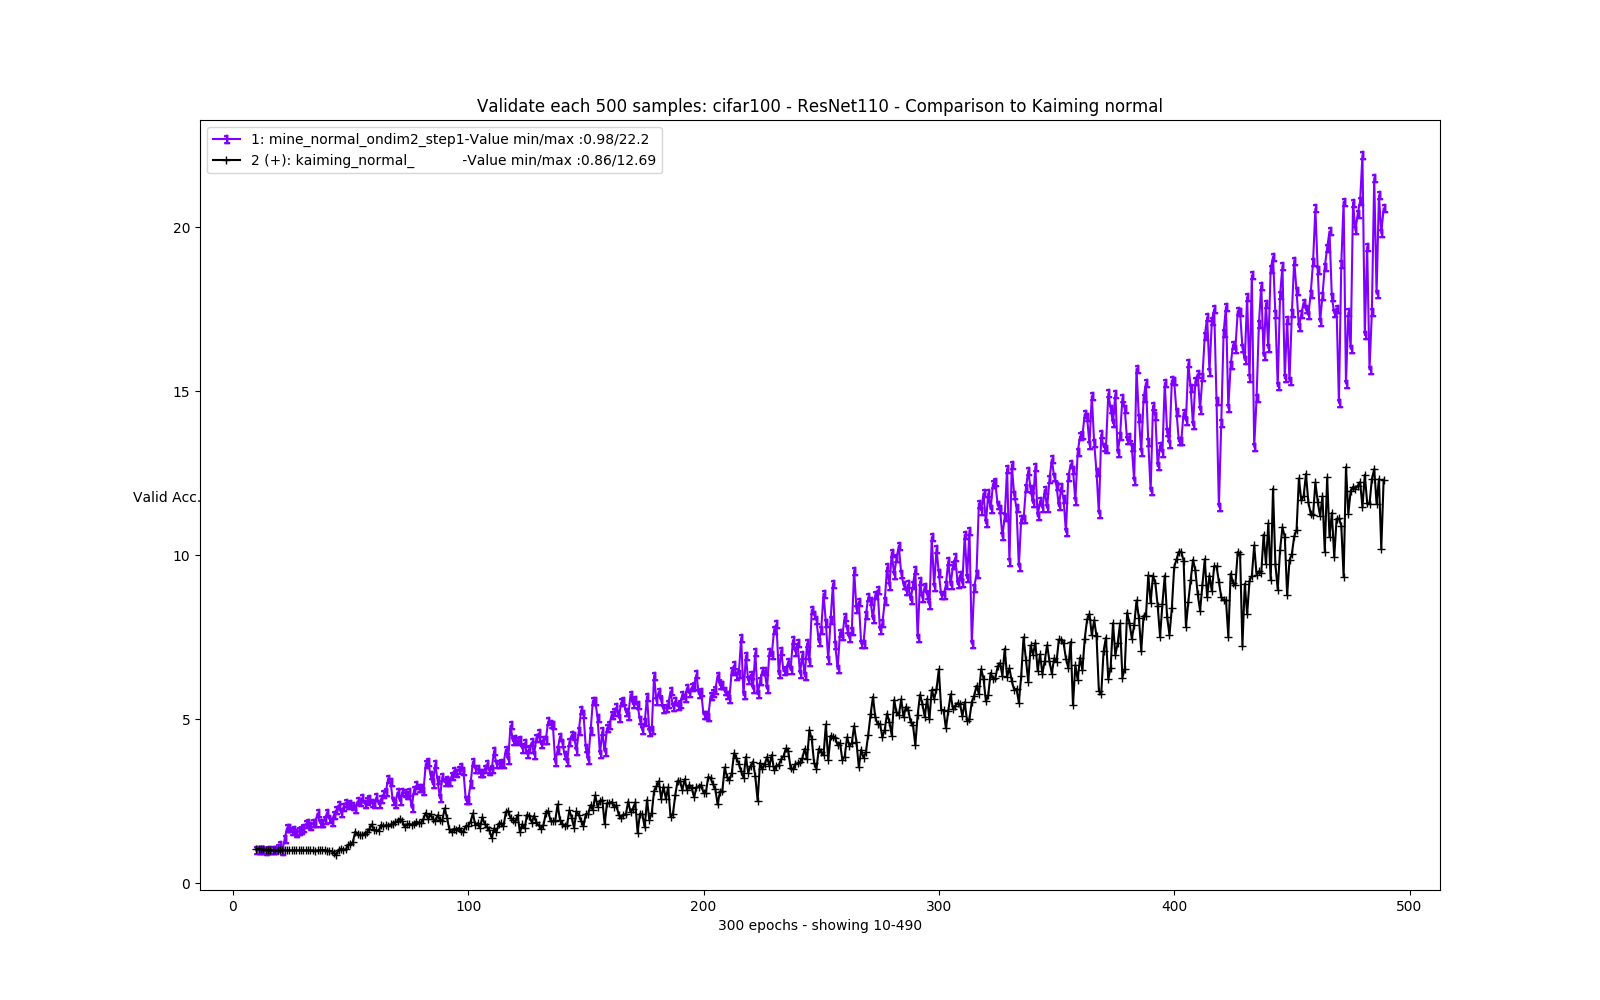 Validate each 500 samples: cifar100 - ResNet110 - Comparison to Kaiming normal
1: mine_normal_ondim2_step1-Value min/max :0.98/22.2
2 (+): kaiming_normal_ -Value min/max :0.86/12.69
20
15
Valid Acc.
10
5
0
0 100 200 300 400 500
300 epochs - showing 10-490